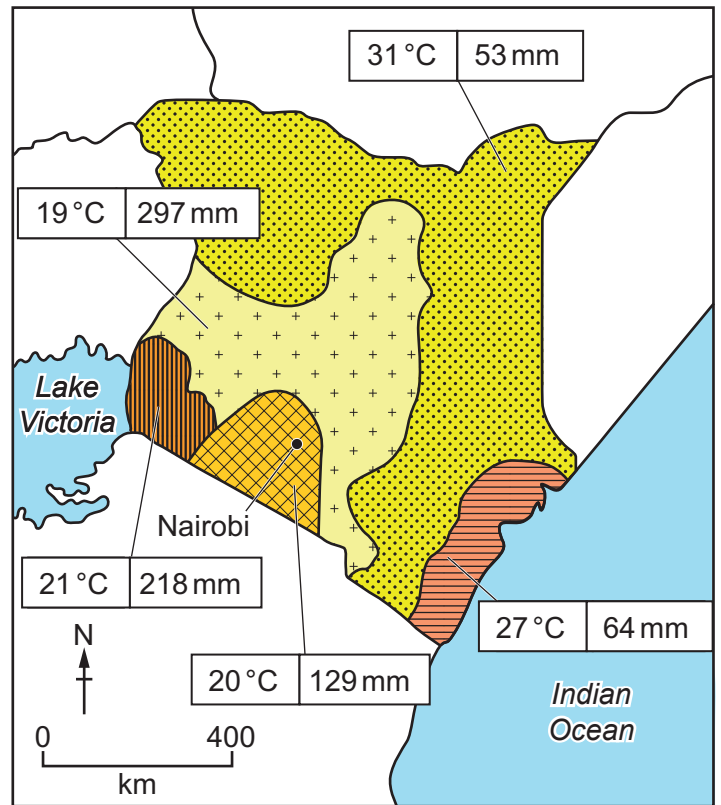 31 °C 53 mm
19 °C 297 mm
Lake
Victoria
Nairobi
21 °C 218 mm
27 °C 64 mm
N
20 °C 129 mm
Indian
Ocean
0 400
km